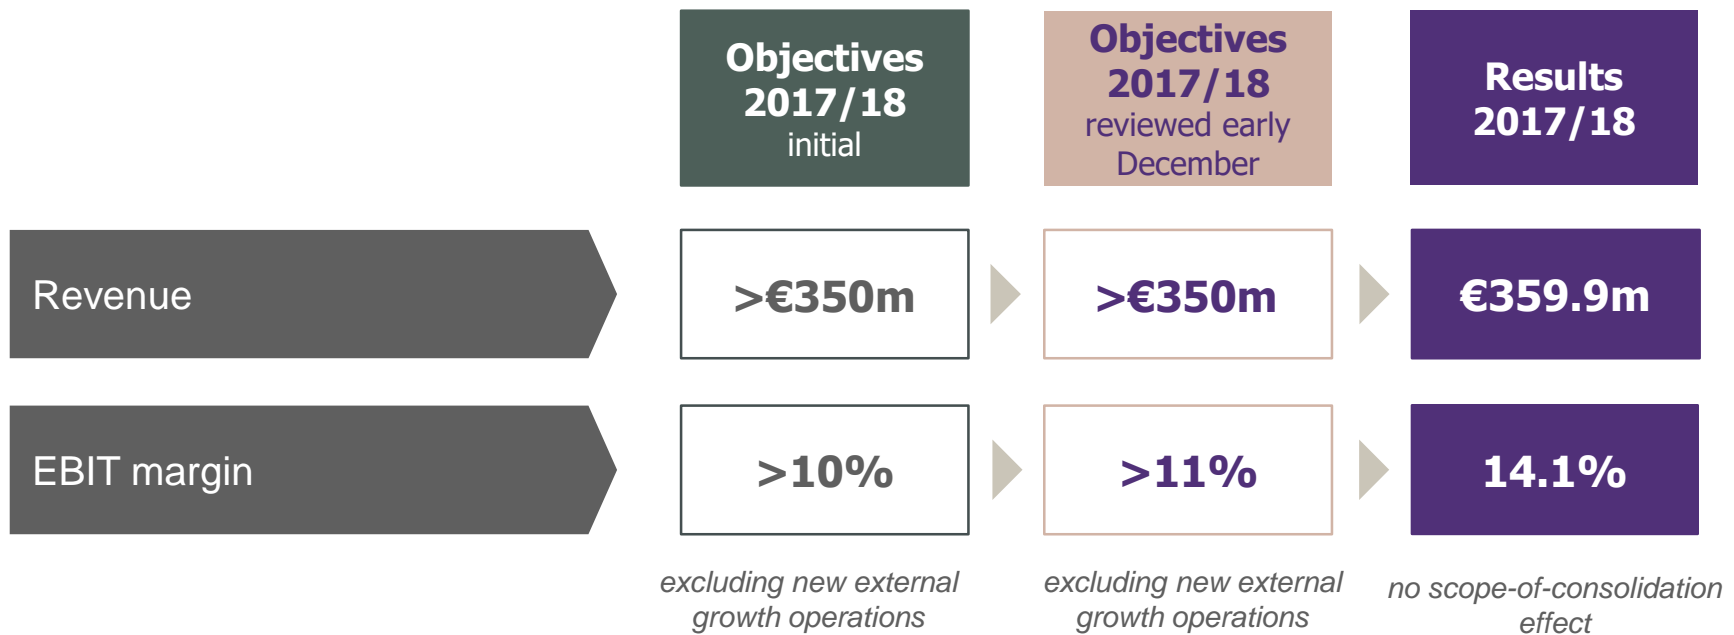 Objectives
2017/18
initial
Objectives
2017/18
reviewed early
December
Results
2017/18
Revenue
>€350m
>€350m
€359.9m
EBIT margin
>10%
>11%
14.1%
excluding new external
growth operations
excluding new external
growth operations
no scope-of-consolidation
effect